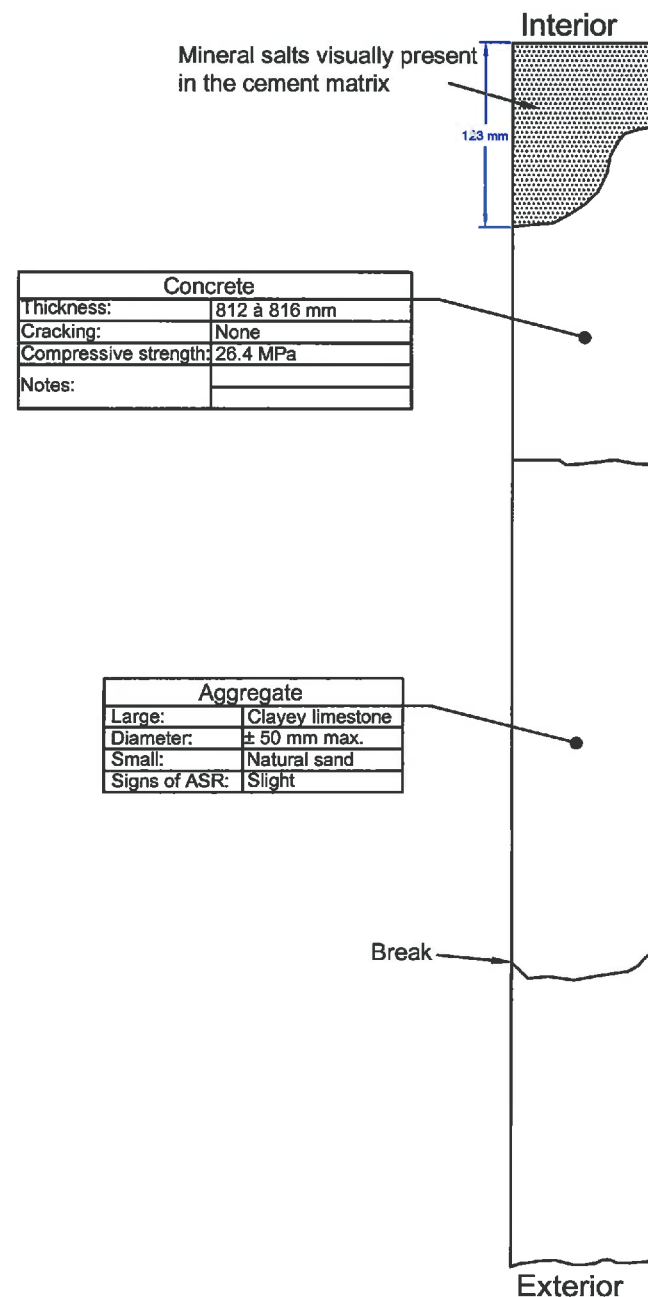 Interior
Mineral salts visually present
in the cement matrix
123 mm
Concrete
Thickness: 812 à 816 mm
Cracking: None
Compressive strength: 26.4 MPa
Notes:
Aggregate
Large: Clayey limestone
Diameter: ± 50 mm max.
Small: Natural sand
Signs of ASR: Slight
Break
Exterior